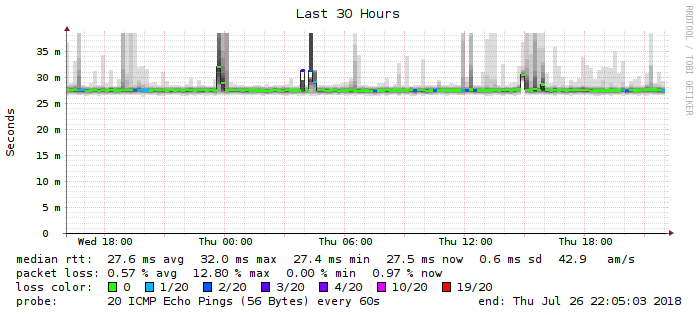 Last 30 Hours
RRDTOOL / TOBI OETIKER
Seconds
35 m
30 m
25 m
20 m
15 m
10 m
5 m
0
Wed 18:00 Thu 00:00 Thu 06:00 Thu 12:00 Thu 18:00
median rtt: 27.6 ms avg 32.0 ms max 27.4 ms min 27.5 ms now 0.6 ms sd 42.9 am/s
packet loss: 0.57 % avg 12.80 % max 0.00 % min 0.97 % now
loss color: 0 1/20 2/20 3/20 4/20 10/20 19/20
probe: 20 ICMP Echo Pings (56 Bytes) every 60s end: Thu Jul 26 22:05:03 2018